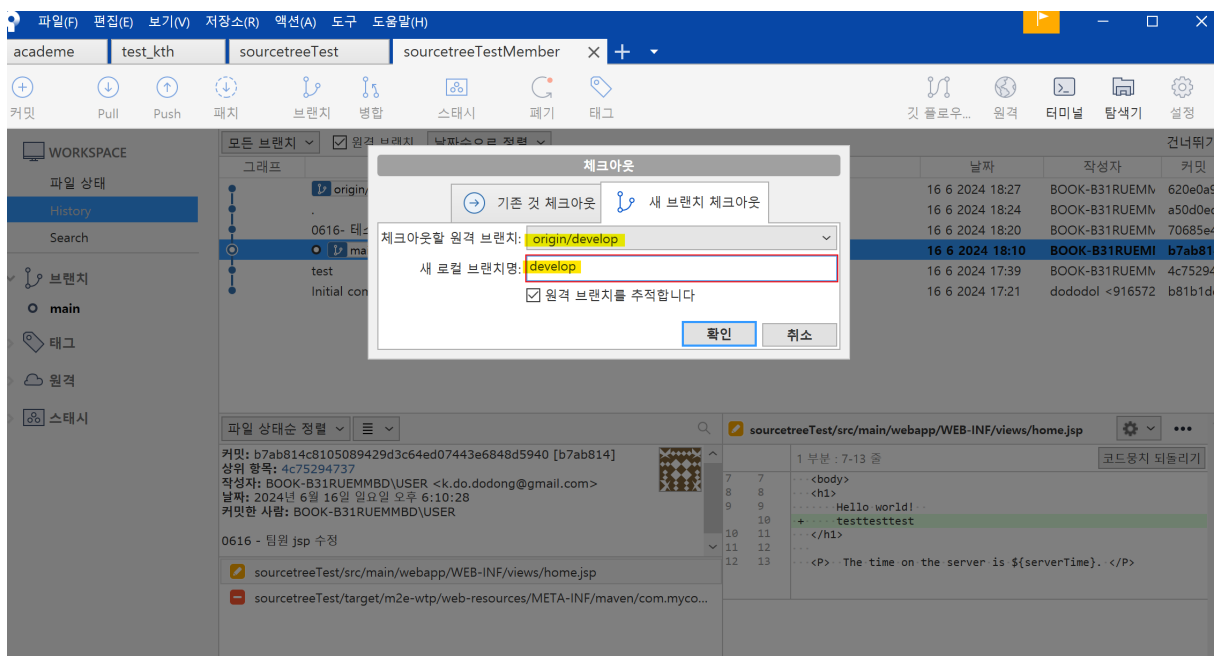 파일(F) 편집(E) 보기(V) 저장소(R) 액션(A) 도구 도움말(H)
academe test_kth sourcetreeTest sourcetreeTestMember
커밋 Pull Push 패치 브랜치 병합 스태시 폐기 태그 깃 플로우... 원격 터미널 탐색기 설정
WORKSPACE
파일 상태
History
Search
브랜치
main
태그
원격
스태시
모든 브랜치 원격 브랜치 날짜순으로 정렬 건너뛰기
그래프 날짜 작성자 커밋
origin/ 16 6 2024 18:27 BOOK-B31RUEMM 620e0a9
. 16 6 2024 18:24 BOOK-B31RUEMM a50d0ec
0616- 테스 16 6 2024 18:20 BOOK-B31RUEMM 70685e4
ma 16 6 2024 18:10 BOOK-B31RUEMI b7ab81
test 16 6 2024 17:39 BOOK-B31RUEMM 4c75294
Initial con 16 6 2024 17:21 dododol <916572 b81b1d
체크아웃
기존 것 체크아웃 새 브랜치 체크아웃
체크아웃할 원격 브랜치: origin/develop
새 로컬 브랜치명: develop
원격 브랜치를 추적합니다
확인 취소
파일 상태순 정렬
커밋: b7ab814c8105089429d3c64ed07443e6848d5940 [b7ab814]
상위 항목: 4c75294737
작성자: BOOK-B31RUEMMBD\USER <k.do.dodong@gmail.com>
날짜: 2024년 6월 16일 일요일 오후 6:10:28
커밋한 사람: BOOK-B31RUEMMBD\USER
0616 - 팀원 jsp 수정
sourcetreeTest/src/main/webapp/WEB-INF/views/home.jsp
sourcetreeTest/target/m2e-wtp/web-resources/META-INF/maven/com.myco...
sourcetreeTest/src/main/webapp/WEB-INF/views/home.jsp
1 부분 : 7-13 줄 코드뭉치 되돌리기
7 7 <body>
8 8 <h1>
9 9 Hello world!
10 + testtesttest
10 11 </h1>
11 12
12 13 <P> The time on the server is ${serverTime}. </P>